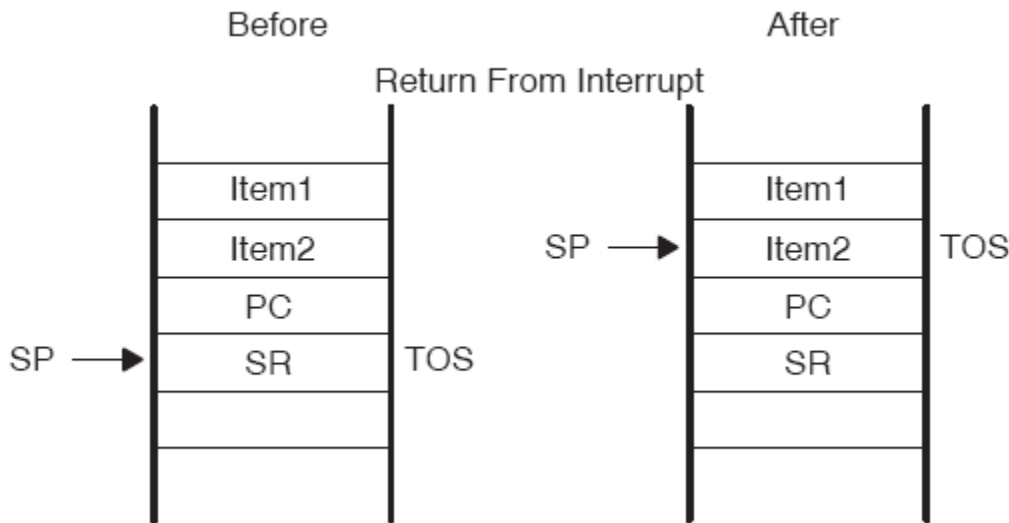 Before
After
Return From Interrupt
Item1
Item2
PC
SP
SR
TOS
Item1
SP
Item2
TOS
PC
SR